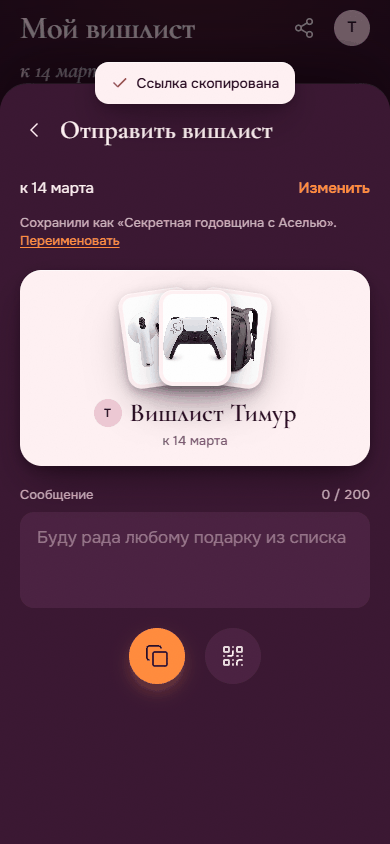 Мой вишлист
Т
к 14 март
Ссылка скопирована
Отправить вишлист
к 14 марта
Изменить
Сохранили как «Секретная годовщина с Аселью».
Переименовать
Т
Вишлист Тимур
к 14 марта
Сообщение
0 / 200
Буду рада любому подарку из списка